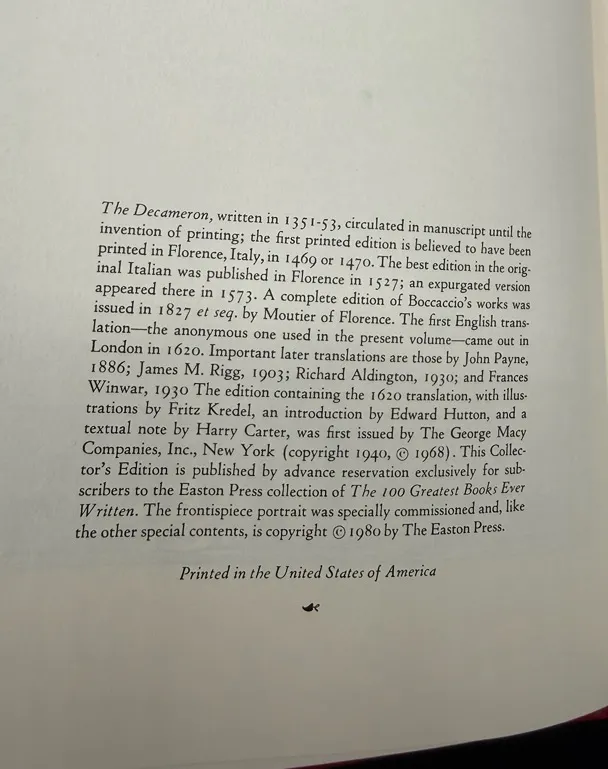 The Decameron, written in 1351-53, circulated in manuscript until the
invention of printing; the first printed edition is believed to have been
printed in Florence, Italy, in 1469 or 1470. The best edition in the orig-
inal Italian was published in Florence in 1527; an expurgated version
appeared there in 1573. A complete edition of Boccaccio's works was
issued in 1827 et seq. by Moutier of Florence. The first English trans-
lation—the anonymous one used in the present volume—came out in
London in 1620. Important later translations are those by John Payne,
1886; James M. Rigg, 1903; Richard Aldington, 1930; and Frances
Winwar, 1930 The edition containing the 1620 translation, with illus-
trations by Fritz Kredel, an introduction by Edward Hutton, and a
textual note by Harry Carter, was first issued by The George Macy
Companies, Inc., New York (copyright 1940, © 1968). This Collec-
tor's Edition is published by advance reservation exclusively for sub-
scribers to the Easton Press collection of The 100 Greatest Books Ever
Written. The frontispiece portrait was specially commissioned and, like
the other special contents, is copyright © 1980 by The Easton Press.
Printed in the United States of America